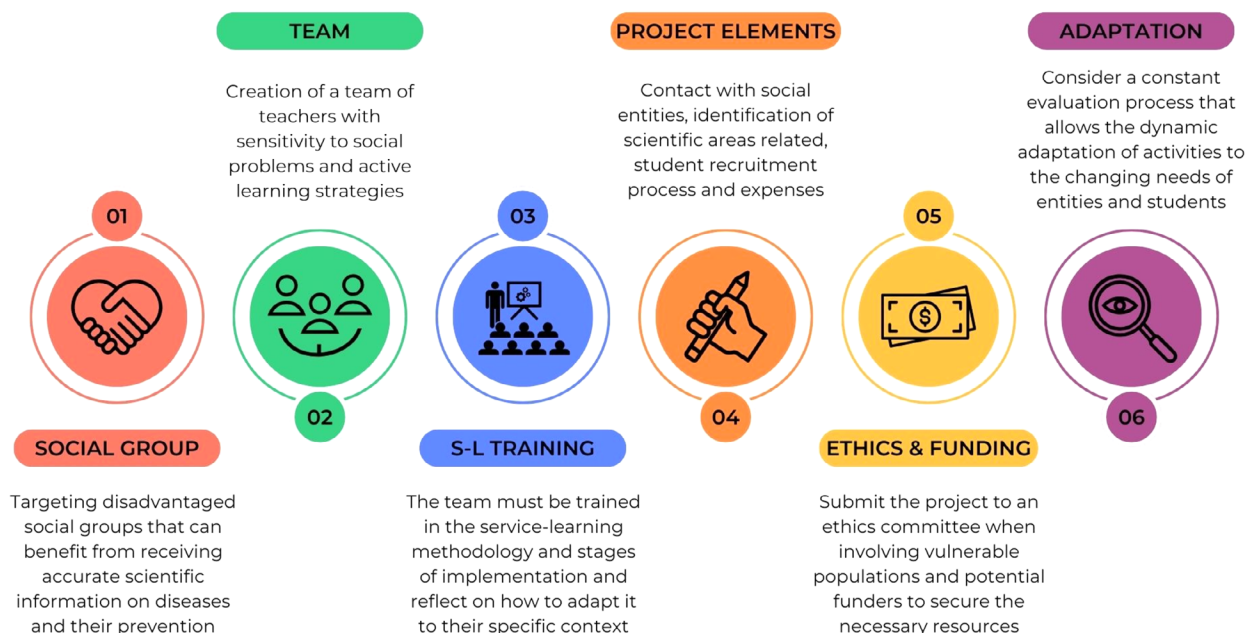 01
SOCIAL GROUP
Targeting disadvantaged
social groups that can
benefit from receiving
accurate scientific
information on diseases
and their prevention
TEAM
Creation of a team of
teachers with
sensitivity to social
problems and active
learning strategies
02
03
S-L TRAINING
The team must be trained
in the service-learning
methodology and stages
of implementation and
reflect on how to adapt it
to their specific context
PROJECT ELEMENTS
Contact with social
entities, identification of
scientific areas related,
student recruitment
process and expenses
04
05
$
ETHICS & FUNDING
Submit the project to an
ethics committee when
involving vulnerable
populations and potential
funders to secure the
necessary resources
ADAPTATION
Consider a constant
evaluation process that
allows the dynamic
adaptation of activities to
the changing needs of
entities and students
06